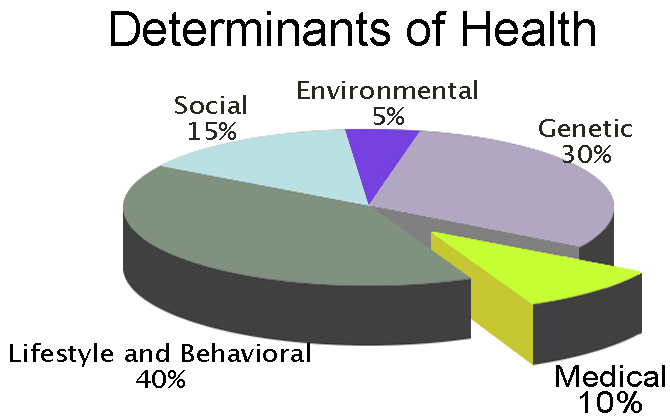 Determinants of Health
Environmental
5%
Social
15%
Genetic
30%
Lifestyle and Behavioral
40%
Medical
10%